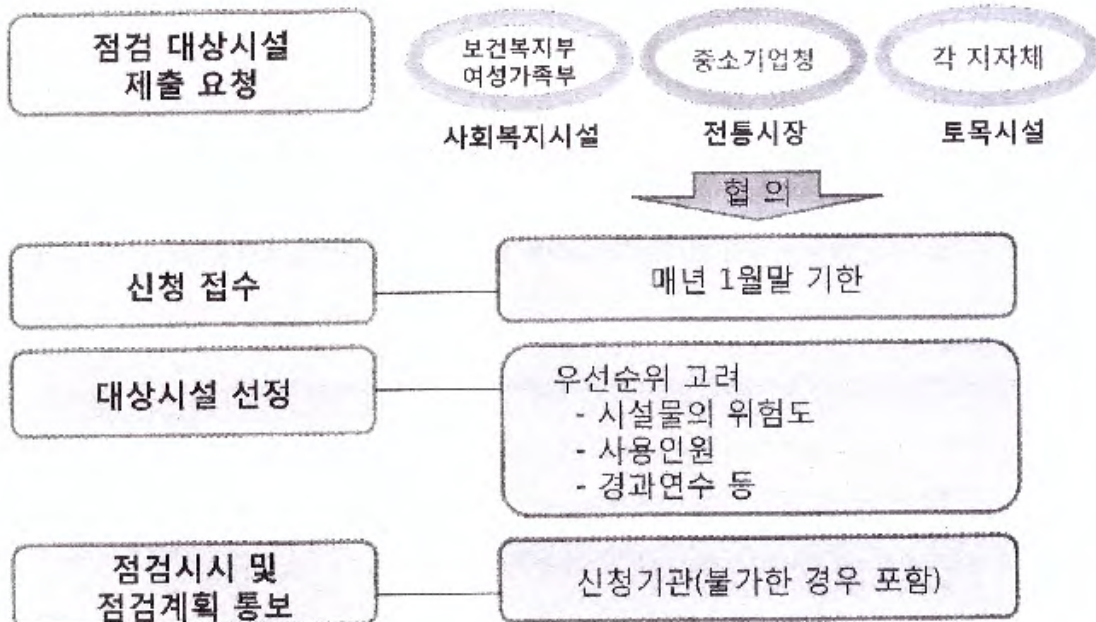 점검 대상시설
제출 요청
보건복지부
여성가족부
중소기업청
각 지자체
사회복지시설
전통시장
토목시설
협 의
신청 접수
매년 1월말 기한
대상시설 선정
우선순위 고려
- 시설물의 위험도
- 사용인원
- 경과연수 등
점검시시 및
점검계획 통보
신청기관(불가한 경우 포함)